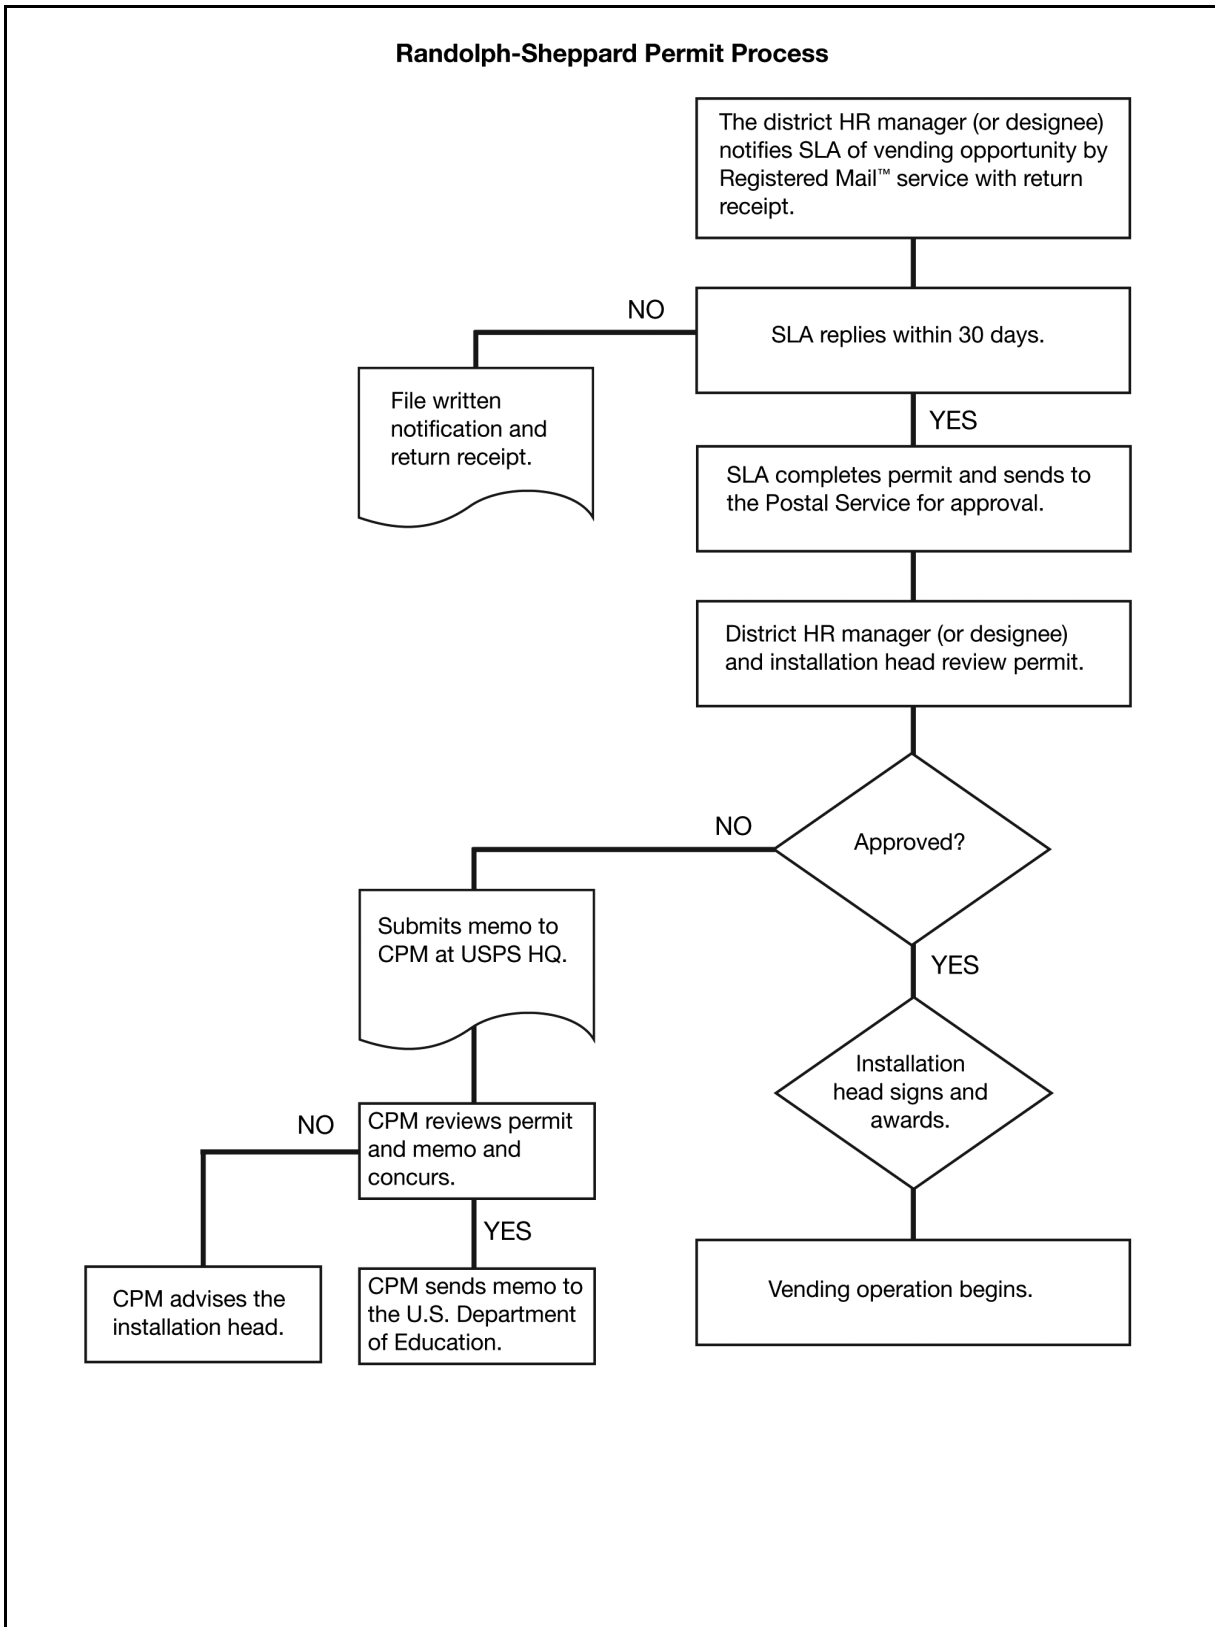 Randolph-Sheppard Permit Process
The district HR manager (or designee)
notifies SLA of vending opportunity by
Registered Mail™ service with return
receipt.
NO
SLA replies within 30 days.
File written
notification and
return receipt.
YES
SLA completes permit and sends to
the Postal Service for approval.
District HR manager (or designee)
and installation head review permit.
NO
Approved?
Submits memo to
CPM at USPS HQ.
YES
Installation
head signs and
awards.
NO
CPM reviews permit
and memo and
concurs.
YES
CPM advises the
installation head.
CPM sends memo to
the U.S. Department
of Education.
Vending operation begins.